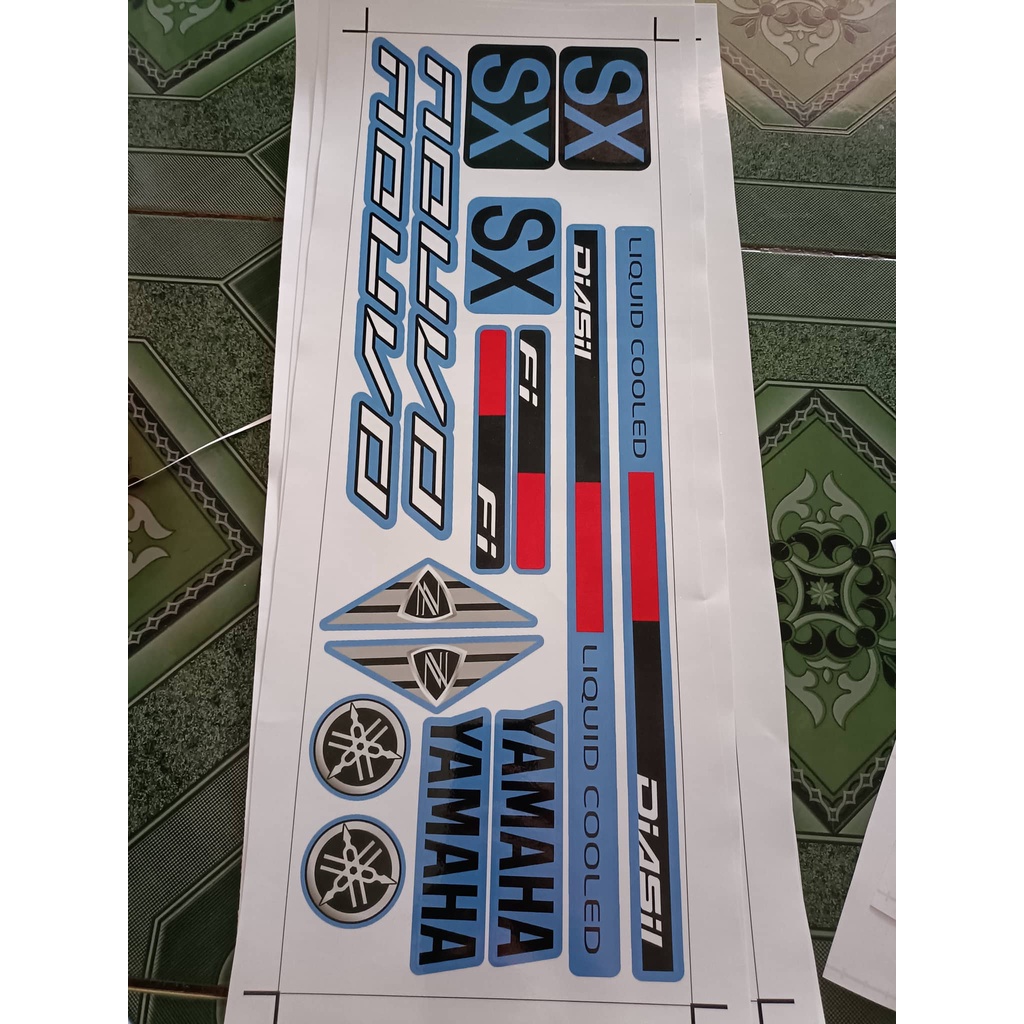 SX
SX
nouvo
nouvo
SX
DiASil
LIQUID COOLED
Fi
Fi
YAMAHA
YAMAHA
LIQUID COOLED
DiASil